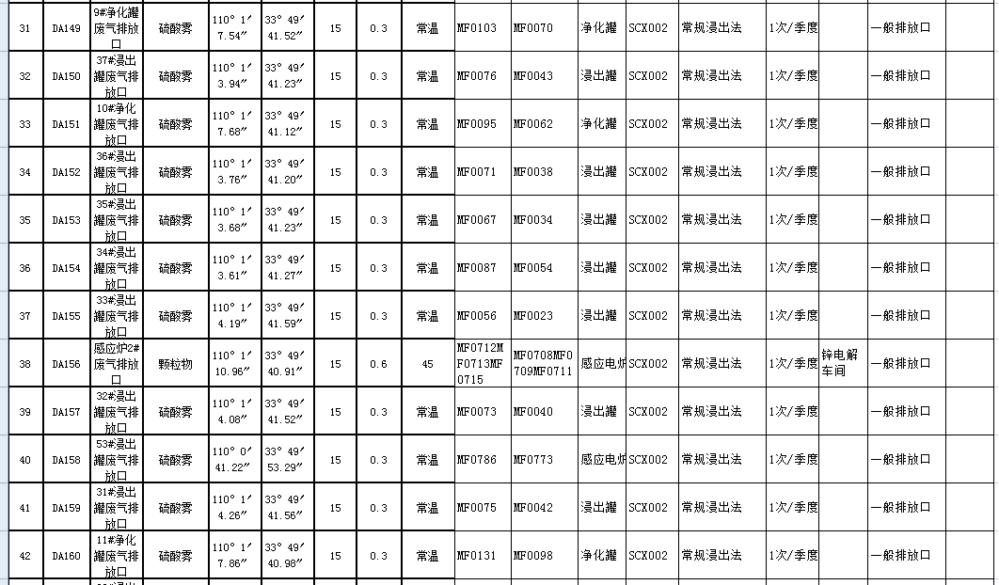 31 DA149 9#净化罐废气排放口 硫酸雾 110° 1′ 7.54″ 33° 49′ 41.52″ 15 0.3 常温 MF0103 MF0070 净化罐 SCX002 常规浸出法 1次/季度 一般排放口
32 DA150 37#浸出罐废气排放口 硫酸雾 110° 1′ 3.94″ 33° 49′ 41.23″ 15 0.3 常温 MF0076 MF0043 浸出罐 SCX002 常规浸出法 1次/季度 一般排放口
33 DA151 10#净化罐废气排放口 硫酸雾 110° 1′ 7.68″ 33° 49′ 41.12″ 15 0.3 常温 MF0095 MF0062 净化罐 SCX002 常规浸出法 1次/季度 一般排放口
34 DA152 36#浸出罐废气排放口 硫酸雾 110° 1′ 3.76″ 33° 49′ 41.20″ 15 0.3 常温 MF0071 MF0038 浸出罐 SCX002 常规浸出法 1次/季度 一般排放口
35 DA153 35#浸出罐废气排放口 硫酸雾 110° 1′ 3.68″ 33° 49′ 41.23″ 15 0.3 常温 MF0067 MF0034 浸出罐 SCX002 常规浸出法 1次/季度 一般排放口
36 DA154 34#浸出罐废气排放口 硫酸雾 110° 1′ 3.61″ 33° 49′ 41.27″ 15 0.3 常温 MF0087 MF0054 浸出罐 SCX002 常规浸出法 1次/季度 一般排放口
37 DA155 33#浸出罐废气排放口 硫酸雾 110° 1′ 4.19″ 33° 49′ 41.59″ 15 0.3 常温 MF0056 MF0023 浸出罐 SCX002 常规浸出法 1次/季度 一般排放口
38 DA156 感应炉2#废气排放口 颗粒物 110° 1′ 10.96″ 33° 49′ 40.91″ 15 0.6 45 MF0712MF0713MF0715 MF0708MF0709MF0711 感应电炉 SCX002 常规浸出法 1次/季度 锌电解车间 一般排放口
39 DA157 32#浸出罐废气排放口 硫酸雾 110° 1′ 4.08″ 33° 49′ 41.52″ 15 0.3 常温 MF0073 MF0040 浸出罐 SCX002 常规浸出法 1次/季度 一般排放口
40 DA158 53#浸出罐废气排放口 硫酸雾 110° 0′ 41.22″ 33° 49′ 53.29″ 15 0.3 常温 MF0786 MF0773 感应电炉 SCX002 常规浸出法 1次/季度 一般排放口
41 DA159 31#浸出罐废气排放口 硫酸雾 110° 1′ 4.26″ 33° 49′ 41.56″ 15 0.3 常温 MF0075 MF0042 浸出罐 SCX002 常规浸出法 1次/季度 一般排放口
42 DA160 11#净化罐废气排放口 硫酸雾 110° 1′ 7.86″ 33° 49′ 40.98″ 15 0.3 常温 MF0131 MF0098 净化罐 SCX002 常规浸出法 1次/季度 一般排放口